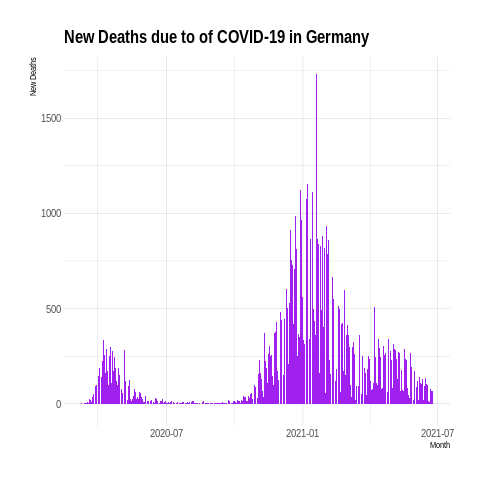 New Deaths due to of COVID-19 in Germany
New Deaths
1500
1000
500
0
2020-07
2021-01
2021-07
Month